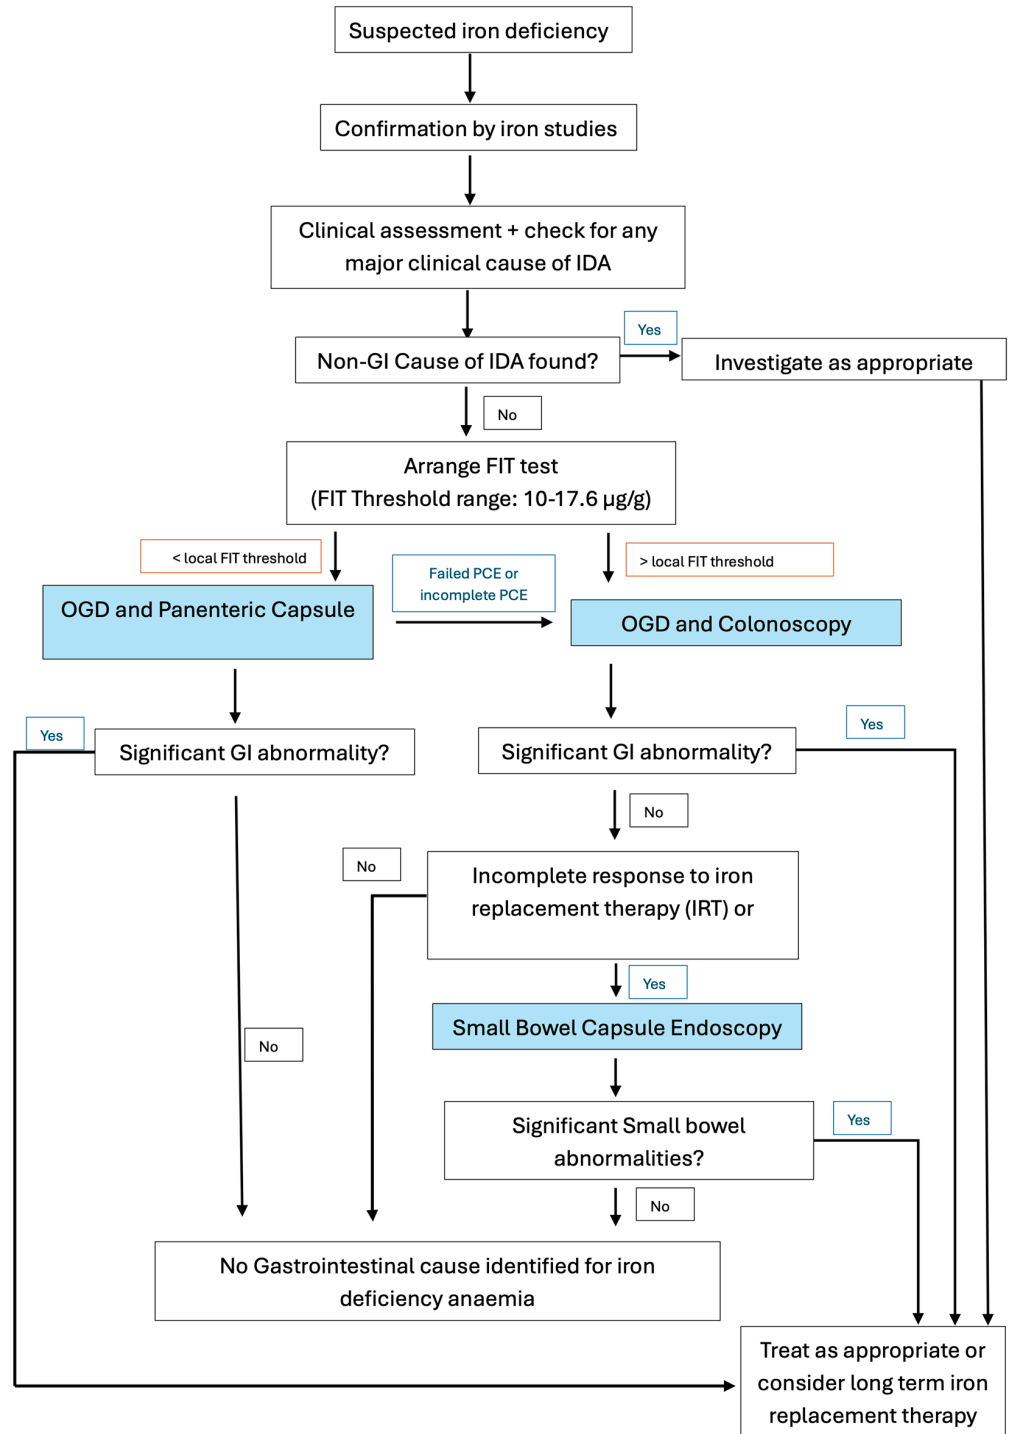 Suspected iron deficiency
Confirmation by iron studies
Clinical assessment + check for any
major clinical cause of IDA
Yes
Non-GI Cause of IDA found?
Investigate as appropriate
No
Arrange FIT test
(FIT Threshold range: 10-17.6 µg/g)
< local FIT threshold
Failed PCE or
incomplete PCE
> local FIT threshold
OGD and Panenteric Capsule
OGD and Colonoscopy
Yes
Significant GI abnormality?
Significant GI abnormality?
Yes
No
No
Incomplete response to iron
replacement therapy (IRT) or
Yes
Small Bowel Capsule Endoscopy
No
Significant Small bowel
abnormalities?
Yes
No
No Gastrointestinal cause identified for iron
deficiency anaemia
Treat as appropriate or
consider long term iron
replacement therapy